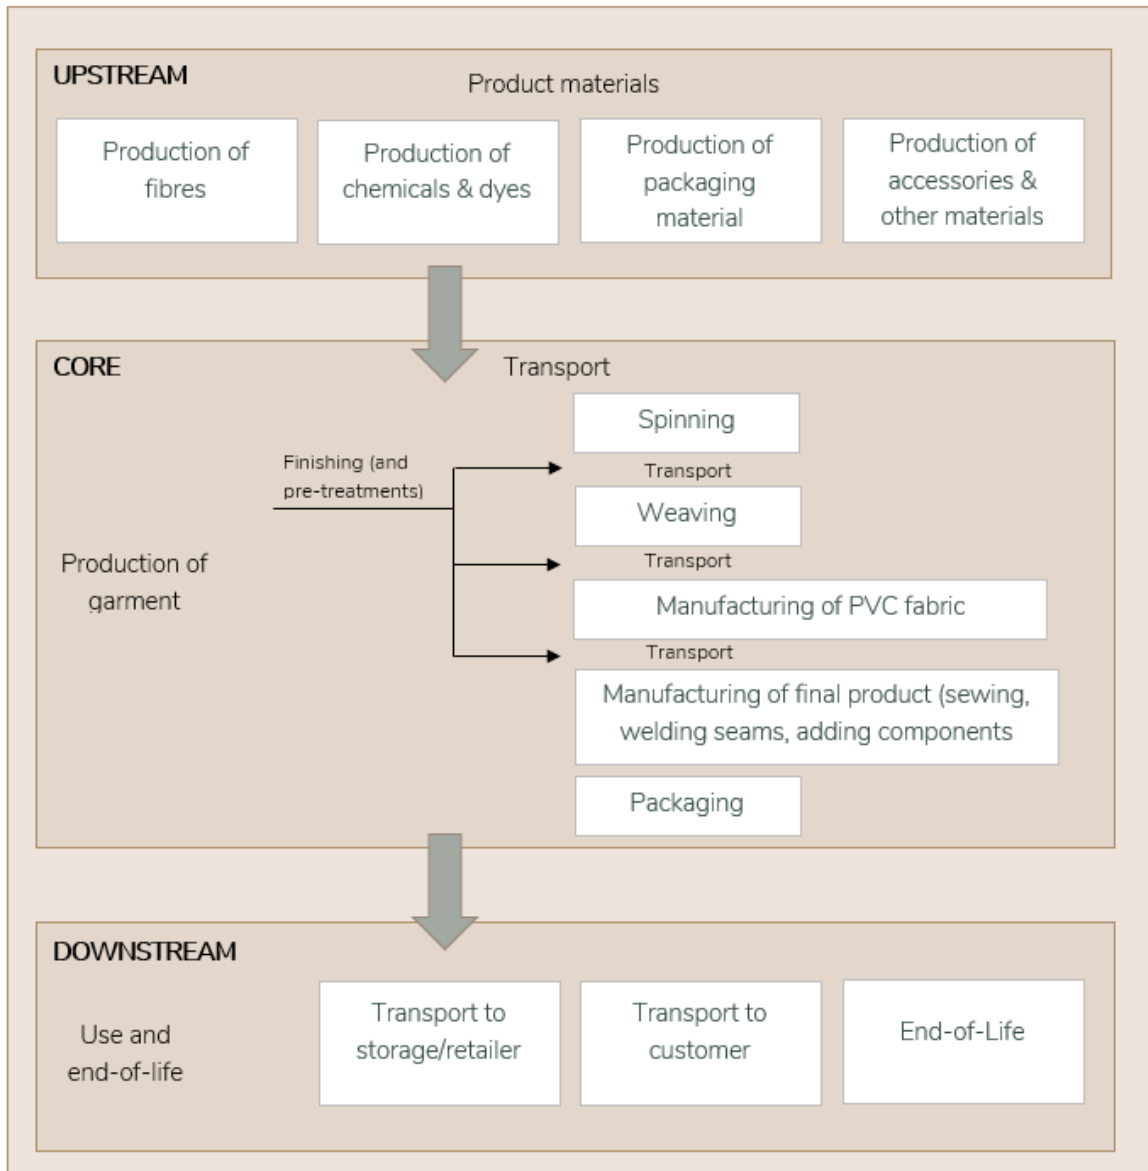 UPSTREAM
Product materials
Production of
fibres
Production of
chemicals & dyes
Production of
packaging
material
Production of
accessories &
other materials
CORE
Transport
Spinning
Finishing (and
pre-treatments)
Transport
Weaving
Transport
Production of
garment
Manufacturing of PVC fabric
Transport
Manufacturing of final product (sewing,
welding seams, adding components
Packaging
DOWNSTREAM
Use and
end-of-life
Transport to
storage/retailer
Transport to
customer
End-of-Life